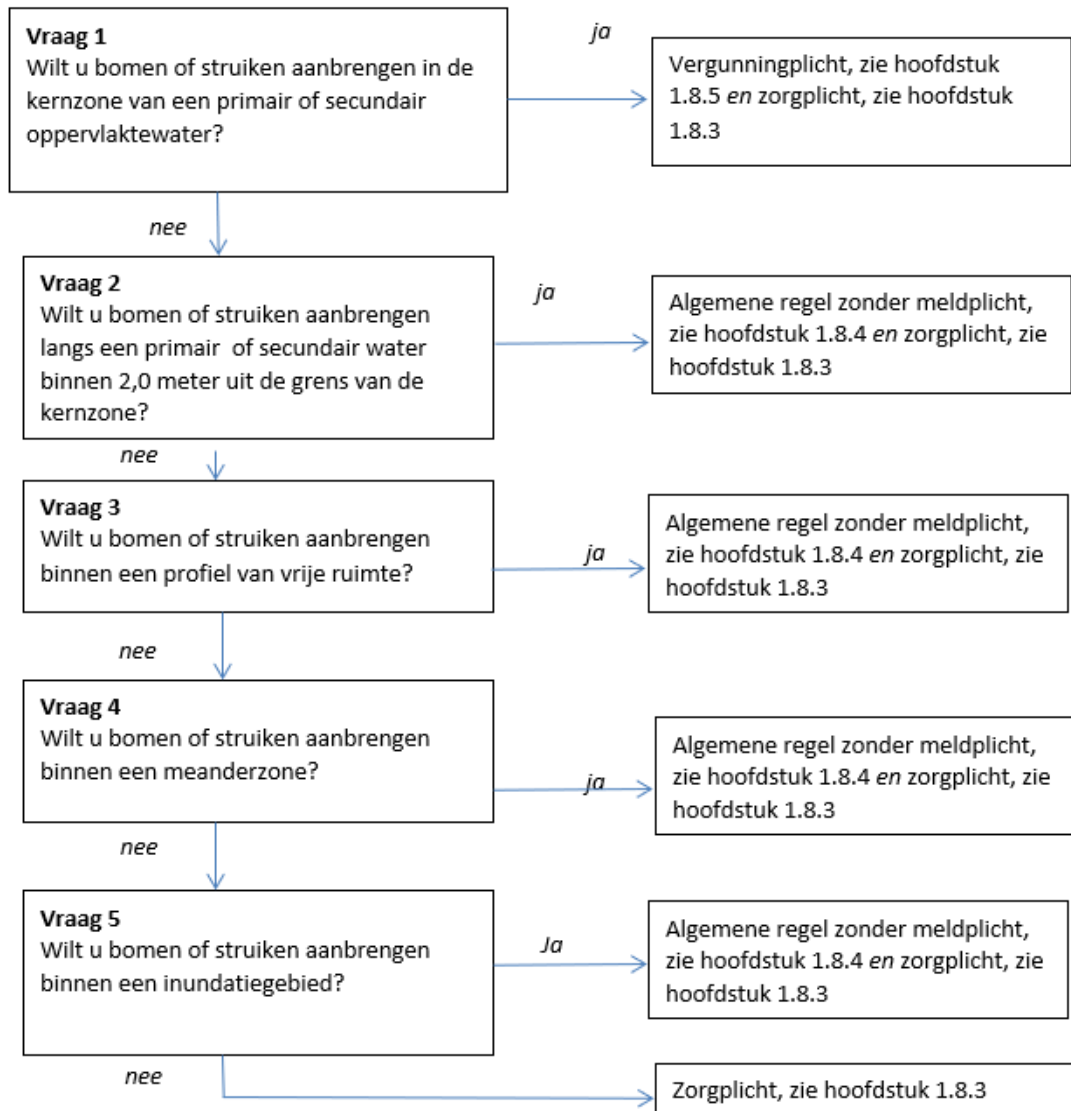 Vraag 1
Wilt u bomen of struiken aanbrengen in de
kernzone van een primair of secundair
oppervlaktewater?
ja
Vergunningplicht, zie hoofdstuk
1.8.5 en zorgplicht, zie hoofdstuk
1.8.3
nee
Vraag 2
Wilt u bomen of struiken aanbrengen
langs een primair of secundair water
binnen 2,0 meter uit de grens van de
kernzone?
ja
Algemene regel zonder meldplicht,
zie hoofdstuk 1.8.4 en zorgplicht, zie
hoofdstuk 1.8.3
nee
Vraag 3
Wilt u bomen of struiken aanbrengen
binnen een profiel van vrije ruimte?
ja
Algemene regel zonder meldplicht,
zie hoofdstuk 1.8.4 en zorgplicht, zie
hoofdstuk 1.8.3
nee
Vraag 4
Wilt u bomen of struiken aanbrengen
binnen een meanderzone?
ja
Algemene regel zonder meldplicht,
zie hoofdstuk 1.8.4 en zorgplicht, zie
hoofdstuk 1.8.3
nee
Vraag 5
Wilt u bomen of struiken aanbrengen
binnen een inundatiegebied?
Ja
Algemene regel zonder meldplicht,
zie hoofdstuk 1.8.4 en zorgplicht, zie
hoofdstuk 1.8.3
nee
Zorgplicht, zie hoofdstuk 1.8.3